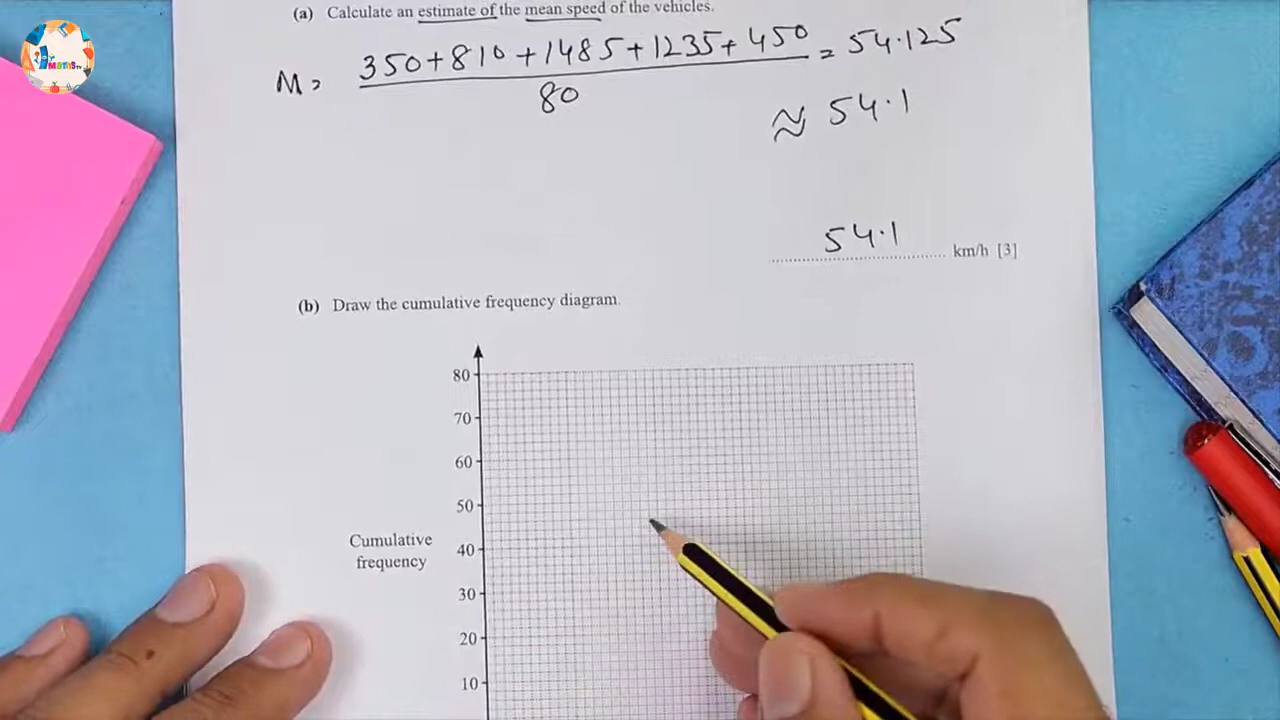 MATHS TV
(a) Calculate an estimate of the mean speed of the vehicles.
M = 350+810+1485+1235+450 = 54.125
80
≈ 54.1
54.1
km/h [3]
(b) Draw the cumulative frequency diagram.
80
70
60
50
Cumulative
frequency
40
30
20
10